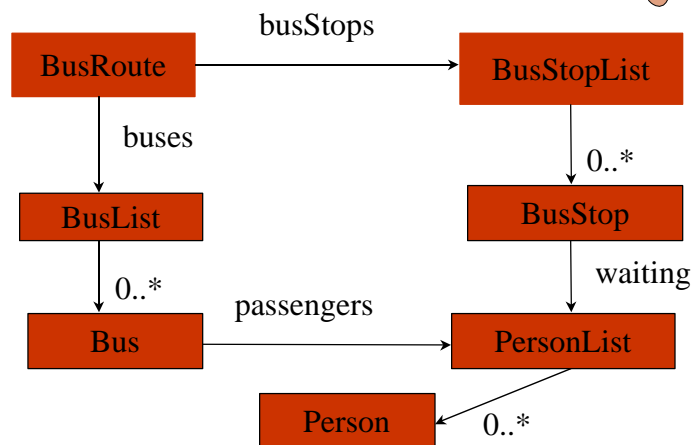 busStops
BusRoute
BusStopList
buses
0..*
BusList
BusStop
0..*
waiting
passengers
Bus
PersonList
Person
0..*